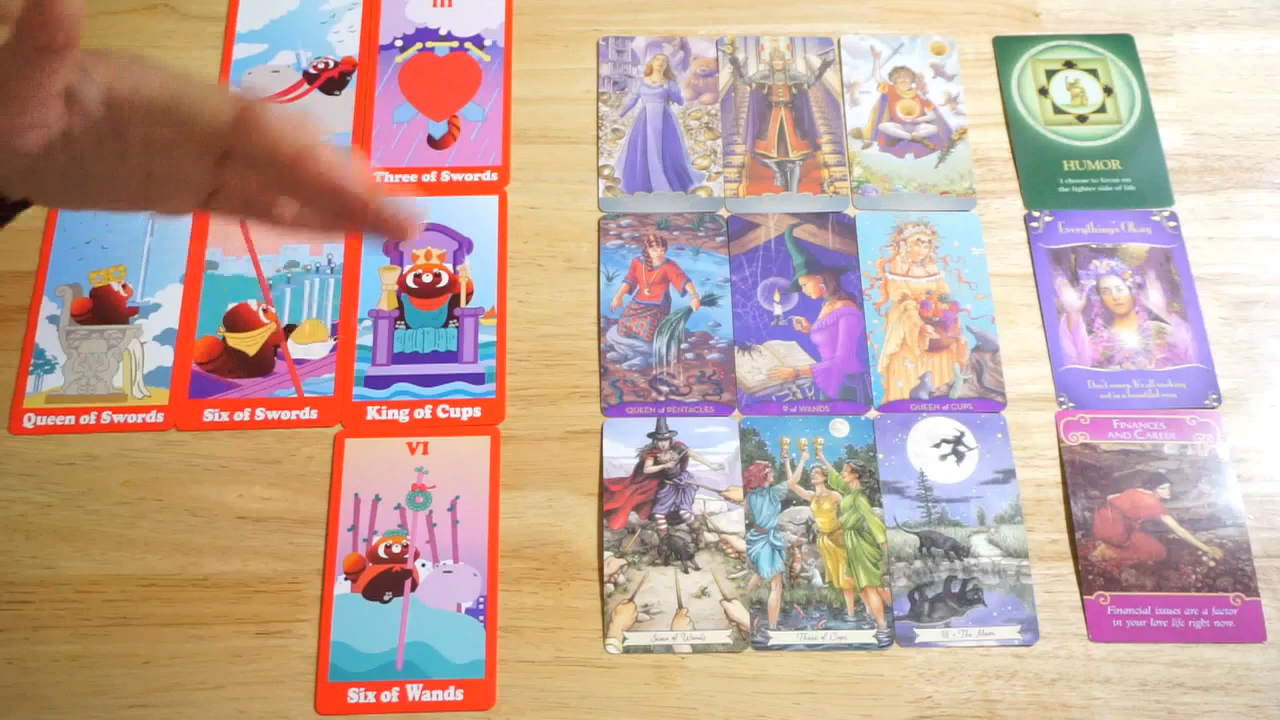 III
Three of Swords
Queen of Swords
Six of Swords
King of Cups
VI
Six of Wands
QUEEN OF PENTACLES
9 OF WANDS
QUEEN OF CUPS
Seven of Wands
Three of Cups
The Moon
HUMOR
I choose to focus on
the lighter side of life
Everything's Okay
Don't worry. It's all working
out in a beautiful way.
FINANCES
AND CAREER
Financial issues are a factor
in your love life right now.